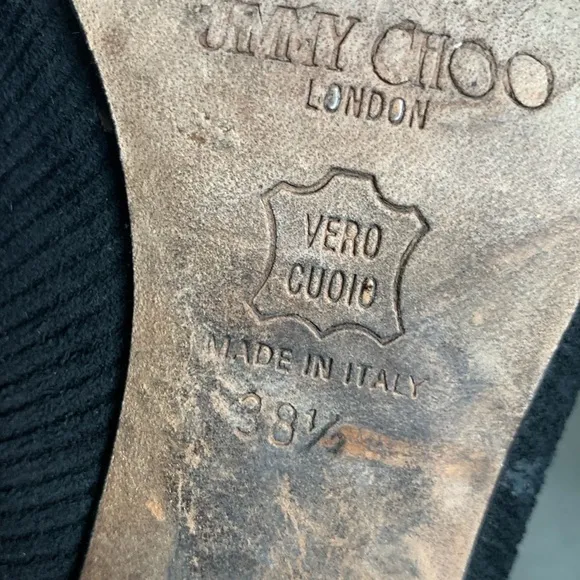 JIMMY CHOO
LONDON
VERO
CUOIO
MADE IN ITALY
38½